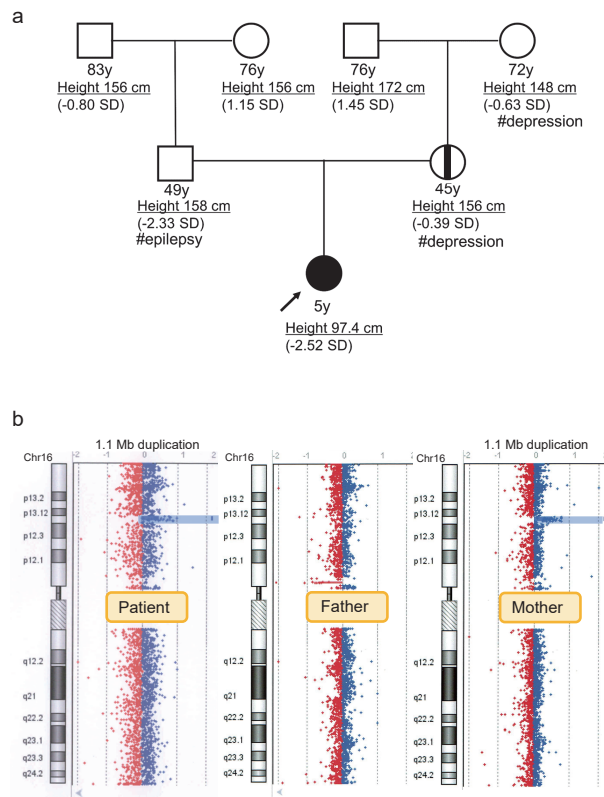 a
83y
Height 156 cm
(-0.80 SD)
76y
Height 156 cm
(1.15 SD)
76y
Height 172 cm
(1.45 SD)
72y
Height 148 cm
(-0.63 SD)
#depression
49y
Height 158 cm
(-2.33 SD)
#epilepsy
45y
Height 156 cm
(-0.39 SD)
#depression
5y
Height 97.4 cm
(-2.52 SD)
b
1.1 Mb duplication
Chr16
-2 -1 0 1 2
p13.2
p13.12
p12.3
p12.1
Patient
q12.2
q21
q22.2
q23.1
q23.3
q24.2
Chr16
-2 -1 0 1 2
p13.2
p13.12
p12.3
p12.1
Father
q12.2
q21
q22.2
q23.1
q23.3
q24.2
1.1 Mb duplication
Chr16
-2 -1 0 1
p13.2
p13.12
p12.3
p12.1
Mother
q12.2
q21
q22.2
q23.1
q23.3
q24.2